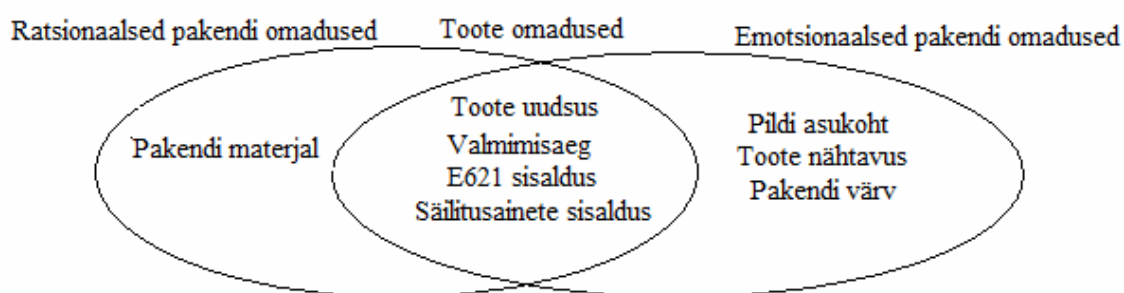 Ratsionaalsed pakendi omadused
Toote omadused
Emotsionaalsed pakendi omadused
Pakendi materjal
Toote uudsus
Valmimisaeg
E621 sisaldus
Säilitusainete sisaldus
Pildi asukoht
Toote nähtavus
Pakendi värv